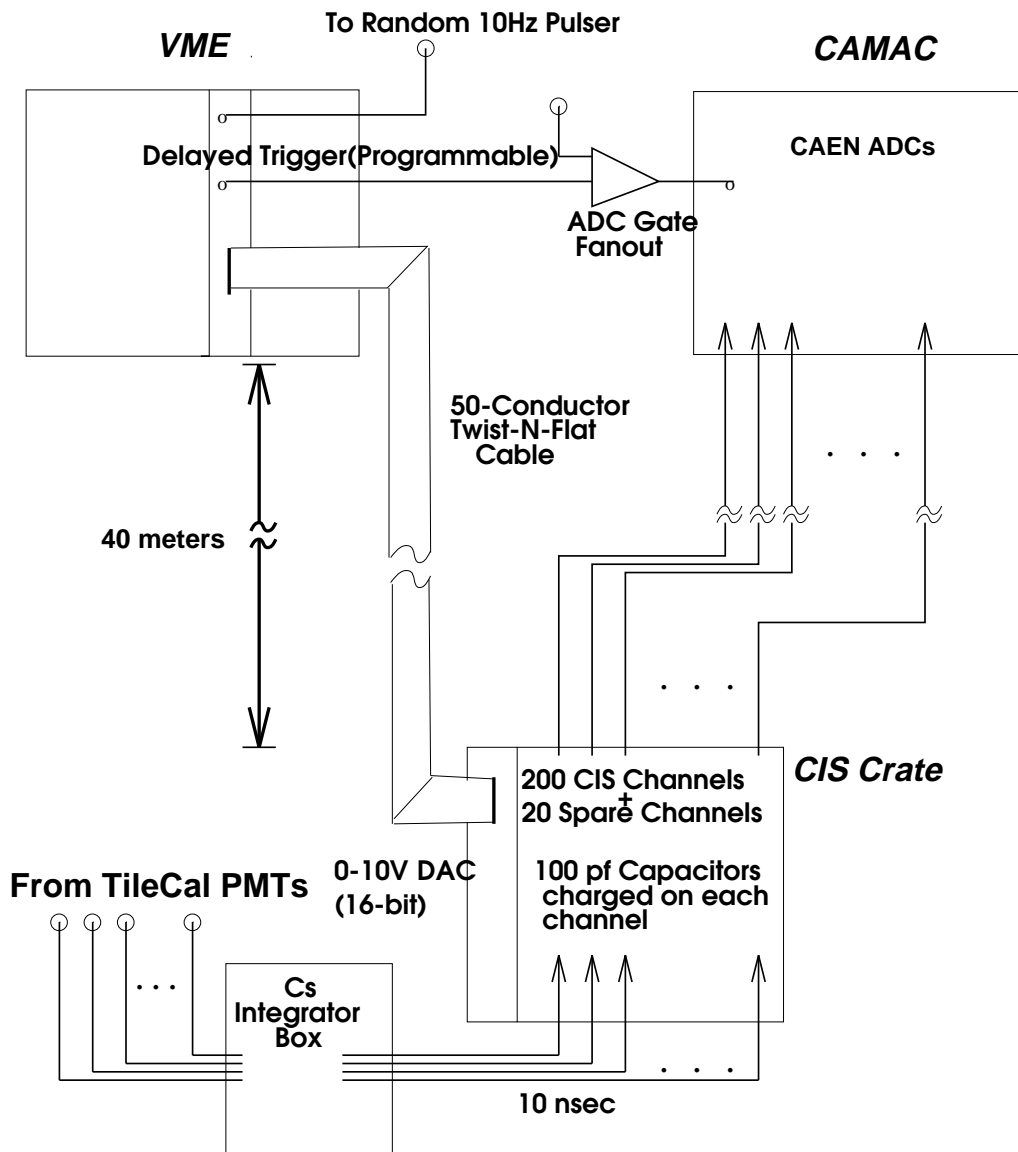 To Random 10Hz Pulser
VME
CAMAC
CAEN ADCs
Delayed Trigger(Programmable)
ADC Gate
Fanout
50-Conductor
Twist-N-Flat
Cable
40 meters
CIS Crate
200 CIS Channels
+
20 Spare Channels
0-10V DAC
(16-bit)
100 pf Capacitors
charged on each
channel
From TileCal PMTs
Cs
Integrator
Box
10 nsec